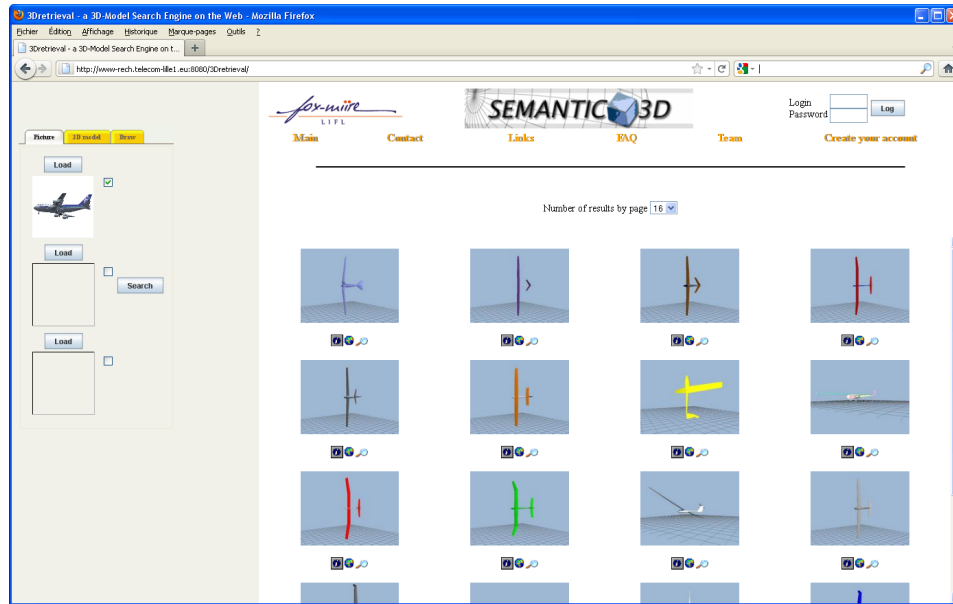 3Dretrieval - a 3D-Model Search Engine on the Web - Mozilla Firefox
Fichier Édition Affichage Historique Marque-pages Outils ?
3Dretrieval - a 3D-Model Search Engine on t... +
http://www-rech.telecom-lille1.eu:8080/3Dretrieval/
fox-miire
LIFL
SEMANTIC 3D
Login
Password
Log
Main Contact Links FAQ Team Create your account
Picture 3D model Draw
Load
Number of results by page 16
Load
Search
Load